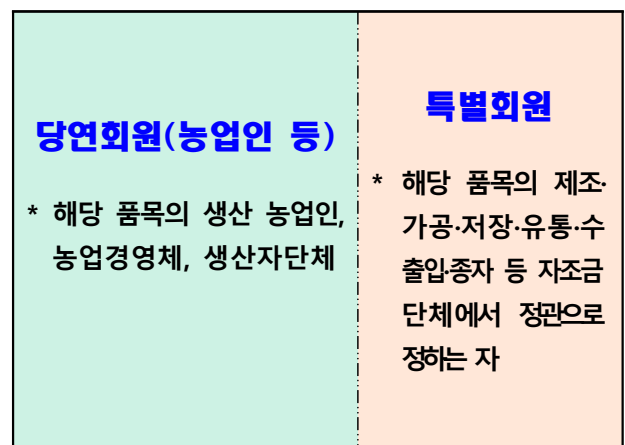 당연회원(농업인 등)
* 해당 품목의 생산 농업인,
농업경영체, 생산자단체
특별회원
* 해당 품목의 제조·
가공·저장·유통·수
출입·종자 등 자조금
단체에서 정관으로
정하는 자